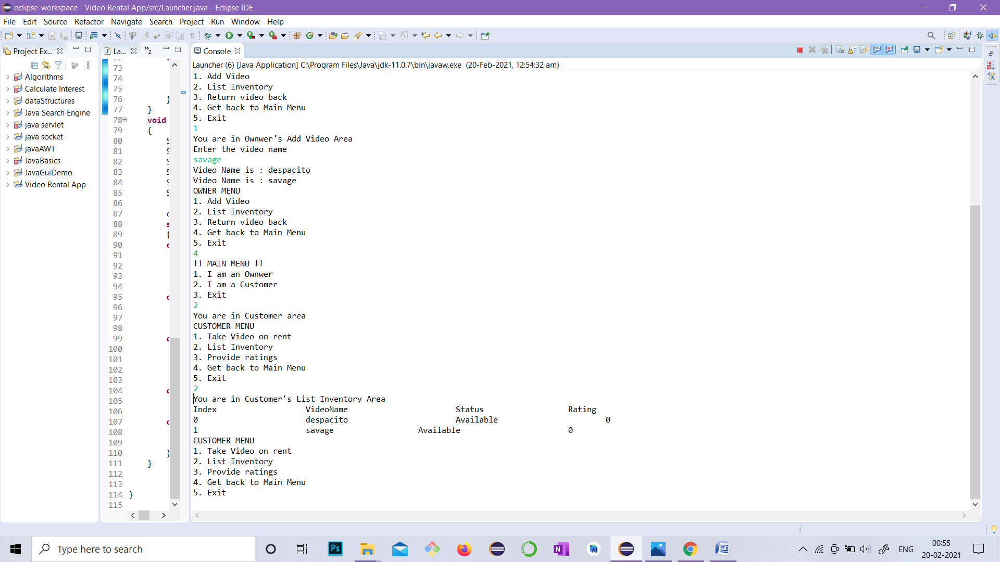 eclipse-workspace - Video Rental App/src/Launcher.java - Eclipse IDE
File Edit Source Refactor Navigate Search Project Run Window Help
Project Ex...
Algorithms
Calculate Interest
dataStructures
Java Search Engine
java servlet
java socket
javaAWT
JavaBasics
JavaGuiDemo
Video Rental App
La...
2
73
74
75
76 }
77 }
78 void
79 {
80 S
81 S
82 S
83 S
84 S
85 S
86
87 c
88 s
89 {
90 c
91
92
93
94
95 c
96
97
98
99 c
100
101
102
103
104 c
105
106
107 c
108
109
110 }
111 }
112
113
114 }
115
Console
Launcher (6) [Java Application] C:\Program Files\Java\jdk-11.0.7\bin\javaw.exe (20-Feb-2021, 12:54:32 am)
1. Add Video
2. List Inventory
3. Return video back
4. Get back to Main Menu
5. Exit
1
You are in Ownwer's Add Video Area
Enter the video name
savage
Video Name is : despacito
Video Name is : savage
OWNER MENU
1. Add Video
2. List Inventory
3. Return video back
4. Get back to Main Menu
5. Exit
4
!! MAIN MENU !!
1. I am an Ownwer
2. I am a Customer
3. Exit
2
You are in Customer area
CUSTOMER MENU
1. Take Video on rent
2. List Inventory
3. Provide ratings
4. Get back to Main Menu
5. Exit
2
You are in Customer's List Inventory Area
Index VideoName Status Rating
0 despacito Available 0
1 savage Available 0
CUSTOMER MENU
1. Take Video on rent
2. List Inventory
3. Provide ratings
4. Get back to Main Menu
5. Exit
Type here to search
Ps
N
W
ENG
00:55
20-02-2021